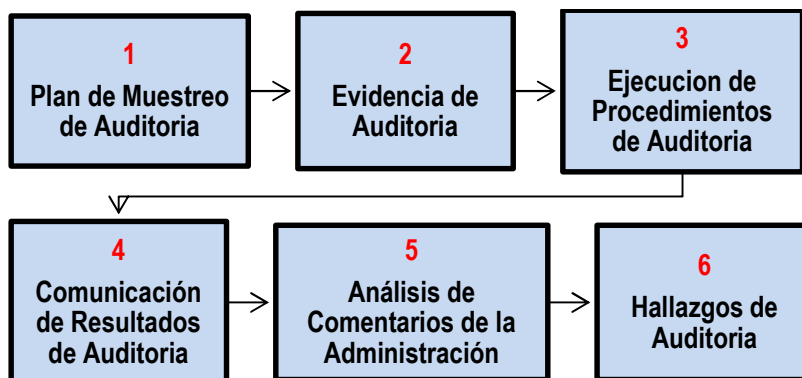 1
Plan de Muestreo
de Auditoria
2
Evidencia de
Auditoria
3
Ejecucion de
Procedimientos
de Auditoria
4
Comunicación
de Resultados
de Auditoria
5
Análisis de
Comentarios de la
Administración
6
Hallazgos de
Auditoria